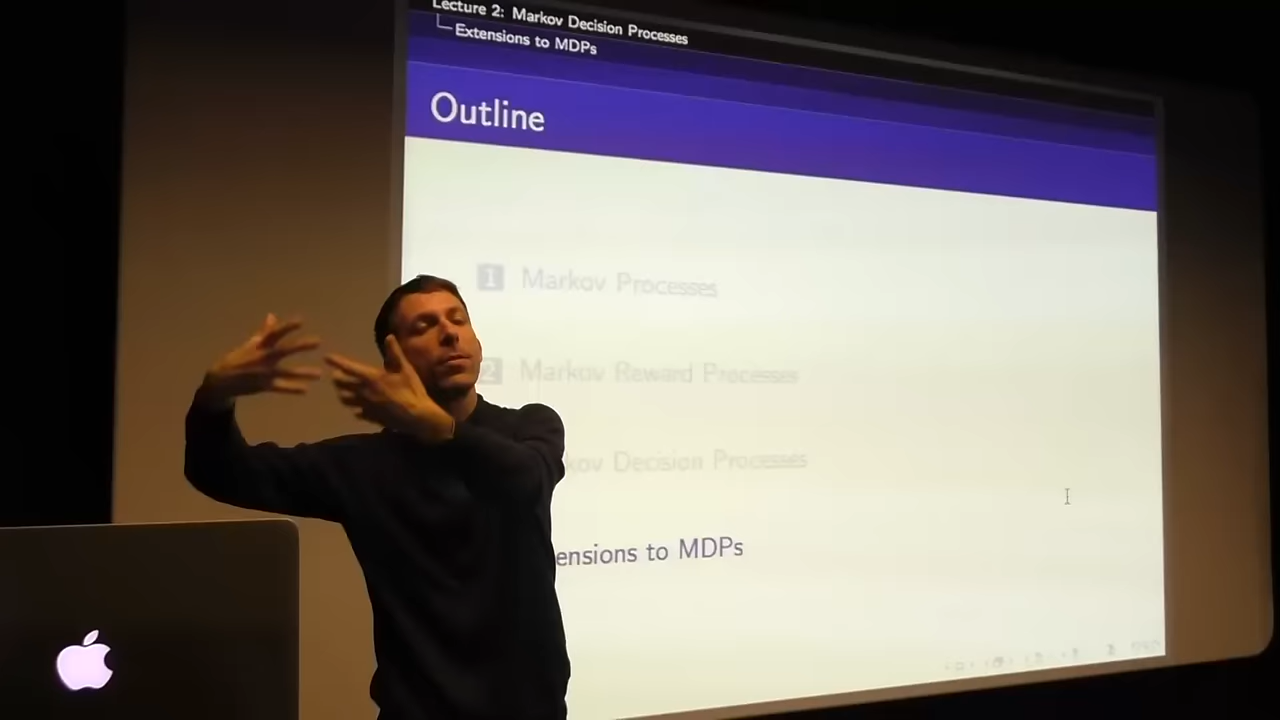 Lecture 2: Markov Decision Processes
Extensions to MDPs
Outline
1 Markov Processes
2 Markov Reward Processes
kov Decision Processes
ensions to MDPs